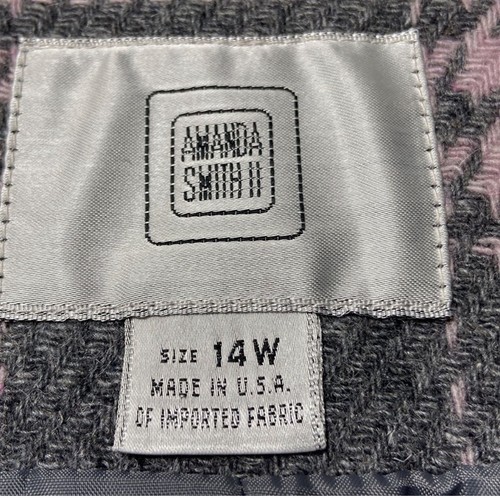 AMANDA
SMITH II
SIZE 14W
MADE IN U.S.A.
OF IMPORTED FABRIC